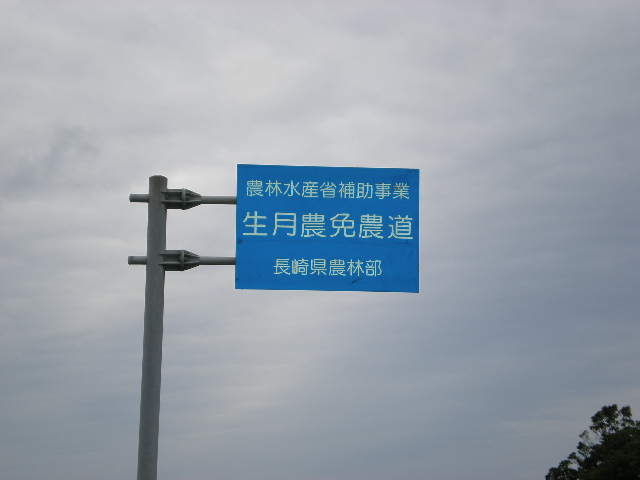 農林水産省補助事業
生月農免農道
長崎県農林部